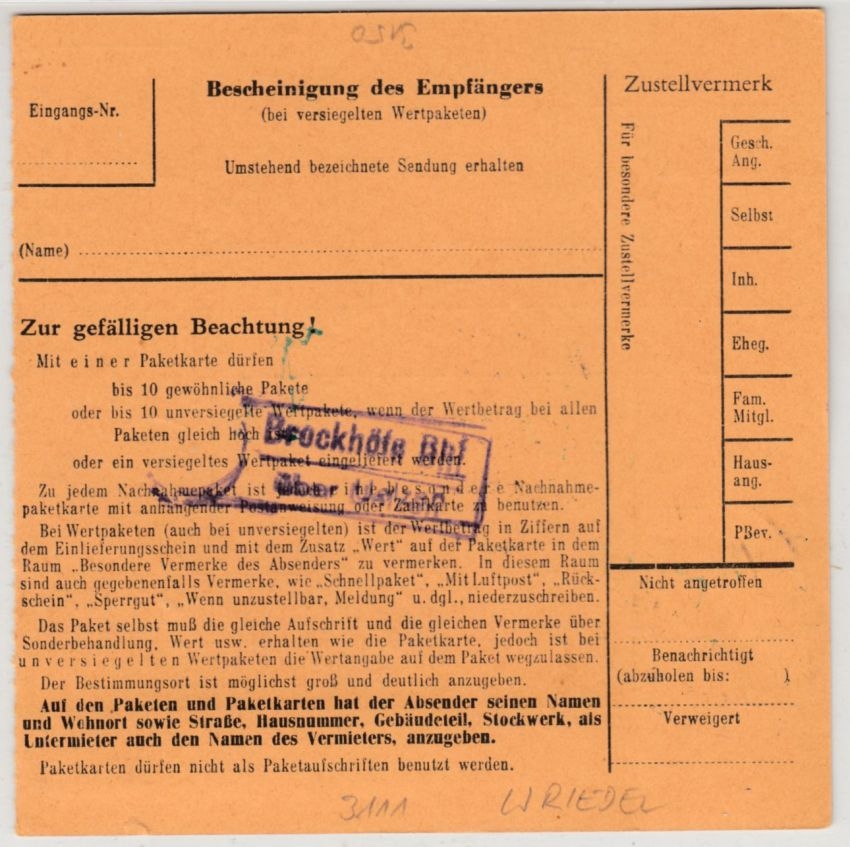 3150
Eingangs-Nr.
Bescheinigung des Empfängers
(bei versiegelten Wertpaketen)
Umstehend bezeichnete Sendung erhalten
(Name)
Zustellvermerk
Für besondere Zustellvermerke
Gesch.
Ang.
Selbst
Inh.
Eheg.
Fam.
Mitgl.
Haus-
ang.
PBev.
Nicht angetroffen
Benachrichtigt
(abzuholen bis: )
Verweigert
Zur gefälligen Beachtung!
Mit einer Paketkarte dürfen
bis 10 gewöhnliche Pakete
oder bis 10 unversiegelte Wertpakete, wenn der Wertbetrag bei allen
Paketen gleich hoch ist
oder ein versiegeltes Wertpaket eingeliefert werden.
Zu jedem Nachnahmepaket ist jedoch eine besondere Nachnahme-
paketkarte mit anhängender Postanweisung oder Zahlkarte zu benutzen.
Bei Wertpaketen (auch bei unversiegelten) ist der Wertbetrag in Ziffern auf
dem Einlieferungsschein und mit dem Zusatz „Wert" auf der Paketkarte in dem
Raum „Besondere Vermerke des Absenders" zu vermerken. In diesem Raum
sind auch gegebenenfalls Vermerke, wie „Schnellpaket", „Mit Luftpost", „Rück-
schein", „Sperrgut", „Wenn unzustellbar, Meldung" u. dgl., niederzuschreiben.
Das Paket selbst muß die gleiche Aufschrift und die gleichen Vermerke über
Sonderbehandlung, Wert usw. erhalten wie die Paketkarte, jedoch ist bei
unversiegelten Wertpaketen die Wertangabe auf dem Paket wegzulassen.
Der Bestimmungsort ist möglichst groß und deutlich anzugeben.
Auf den Paketen und Paketkarten hat der Absender seinen Namen
und Wohnort sowie Straße, Hausnummer, Gebäudeteil, Stockwerk, als
Untermieter auch den Namen des Vermieters, anzugeben.
Paketkarten dürfen nicht als Paketaufschriften benutzt werden.
Brockhöfe Bhf
über
3111
W RIEDEL